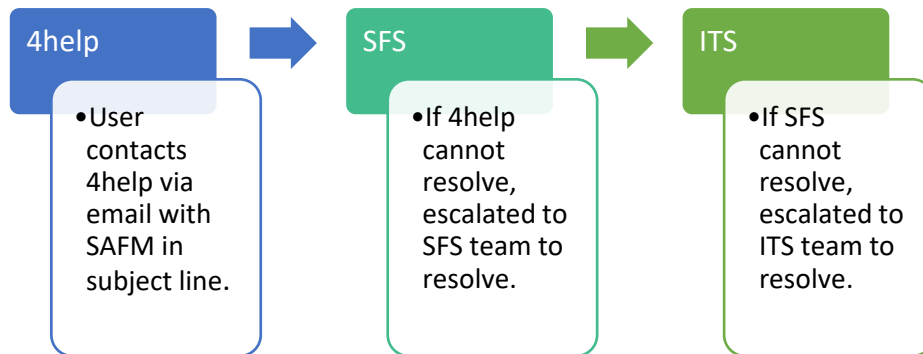 4help
•User
contacts
4help via
email with
SAFM in
subject line.
SFS
•If 4help
cannot
resolve,
escalated to
SFS team to
resolve.
ITS
•If SFS
cannot
resolve,
escalated to
ITS team to
resolve.